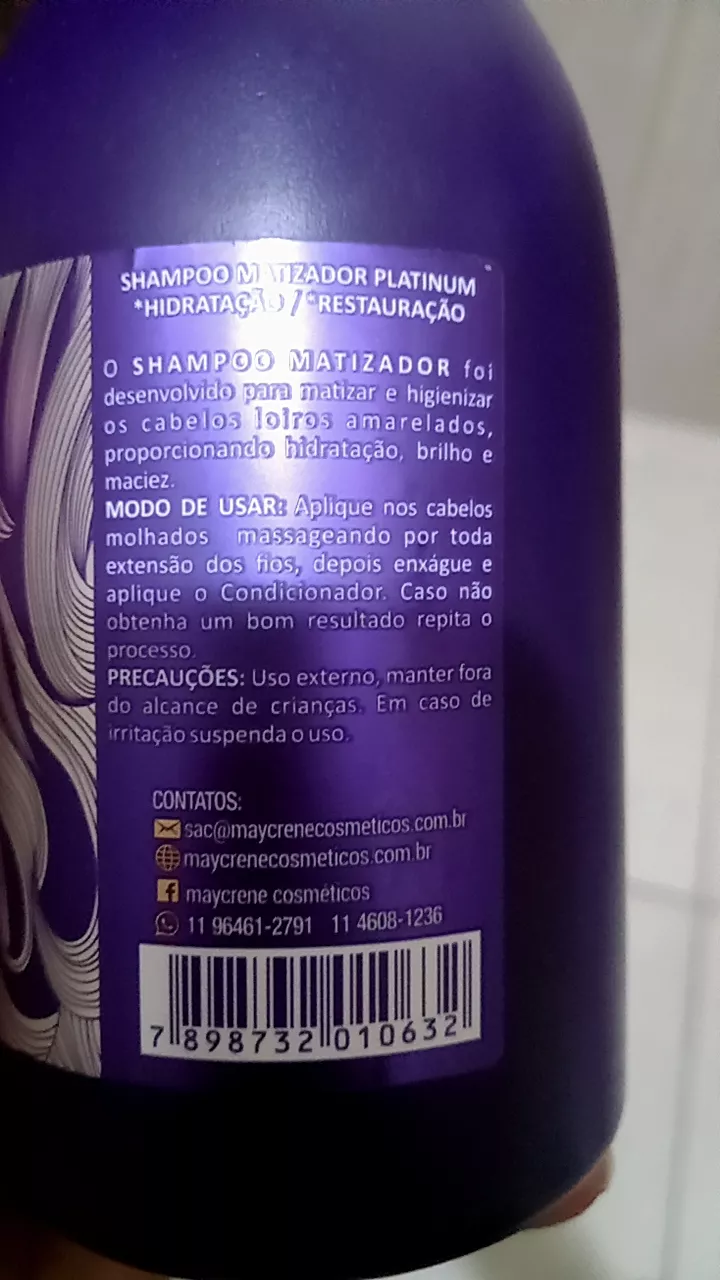 SHAMPOO MATIZADOR PLATINUM
*HIDRATAÇÃO / *RESTAURAÇÃO
O SHAMPOO MATIZADOR foi
desenvolvido para matizar e higienizar
os cabelos loiros amarelados,
proporcionando hidratação, brilho e
maciez.
MODO DE USAR: Aplique nos cabelos
molhados massageando por toda
extensão dos fios, depois enxágue e
aplique o Condicionador. Caso não
obtenha um bom resultado repita o
processo.
PRECAUÇÕES: Uso externo, manter fora
do alcance de crianças. Em caso de
irritação suspenda o uso.
CONTATOS:
sac@maycrenecosmeticos.com.br
maycrenecosmeticos.com.br
maycrene cosméticos
11 96461-2791 11 4608-1236
7 898732 010632